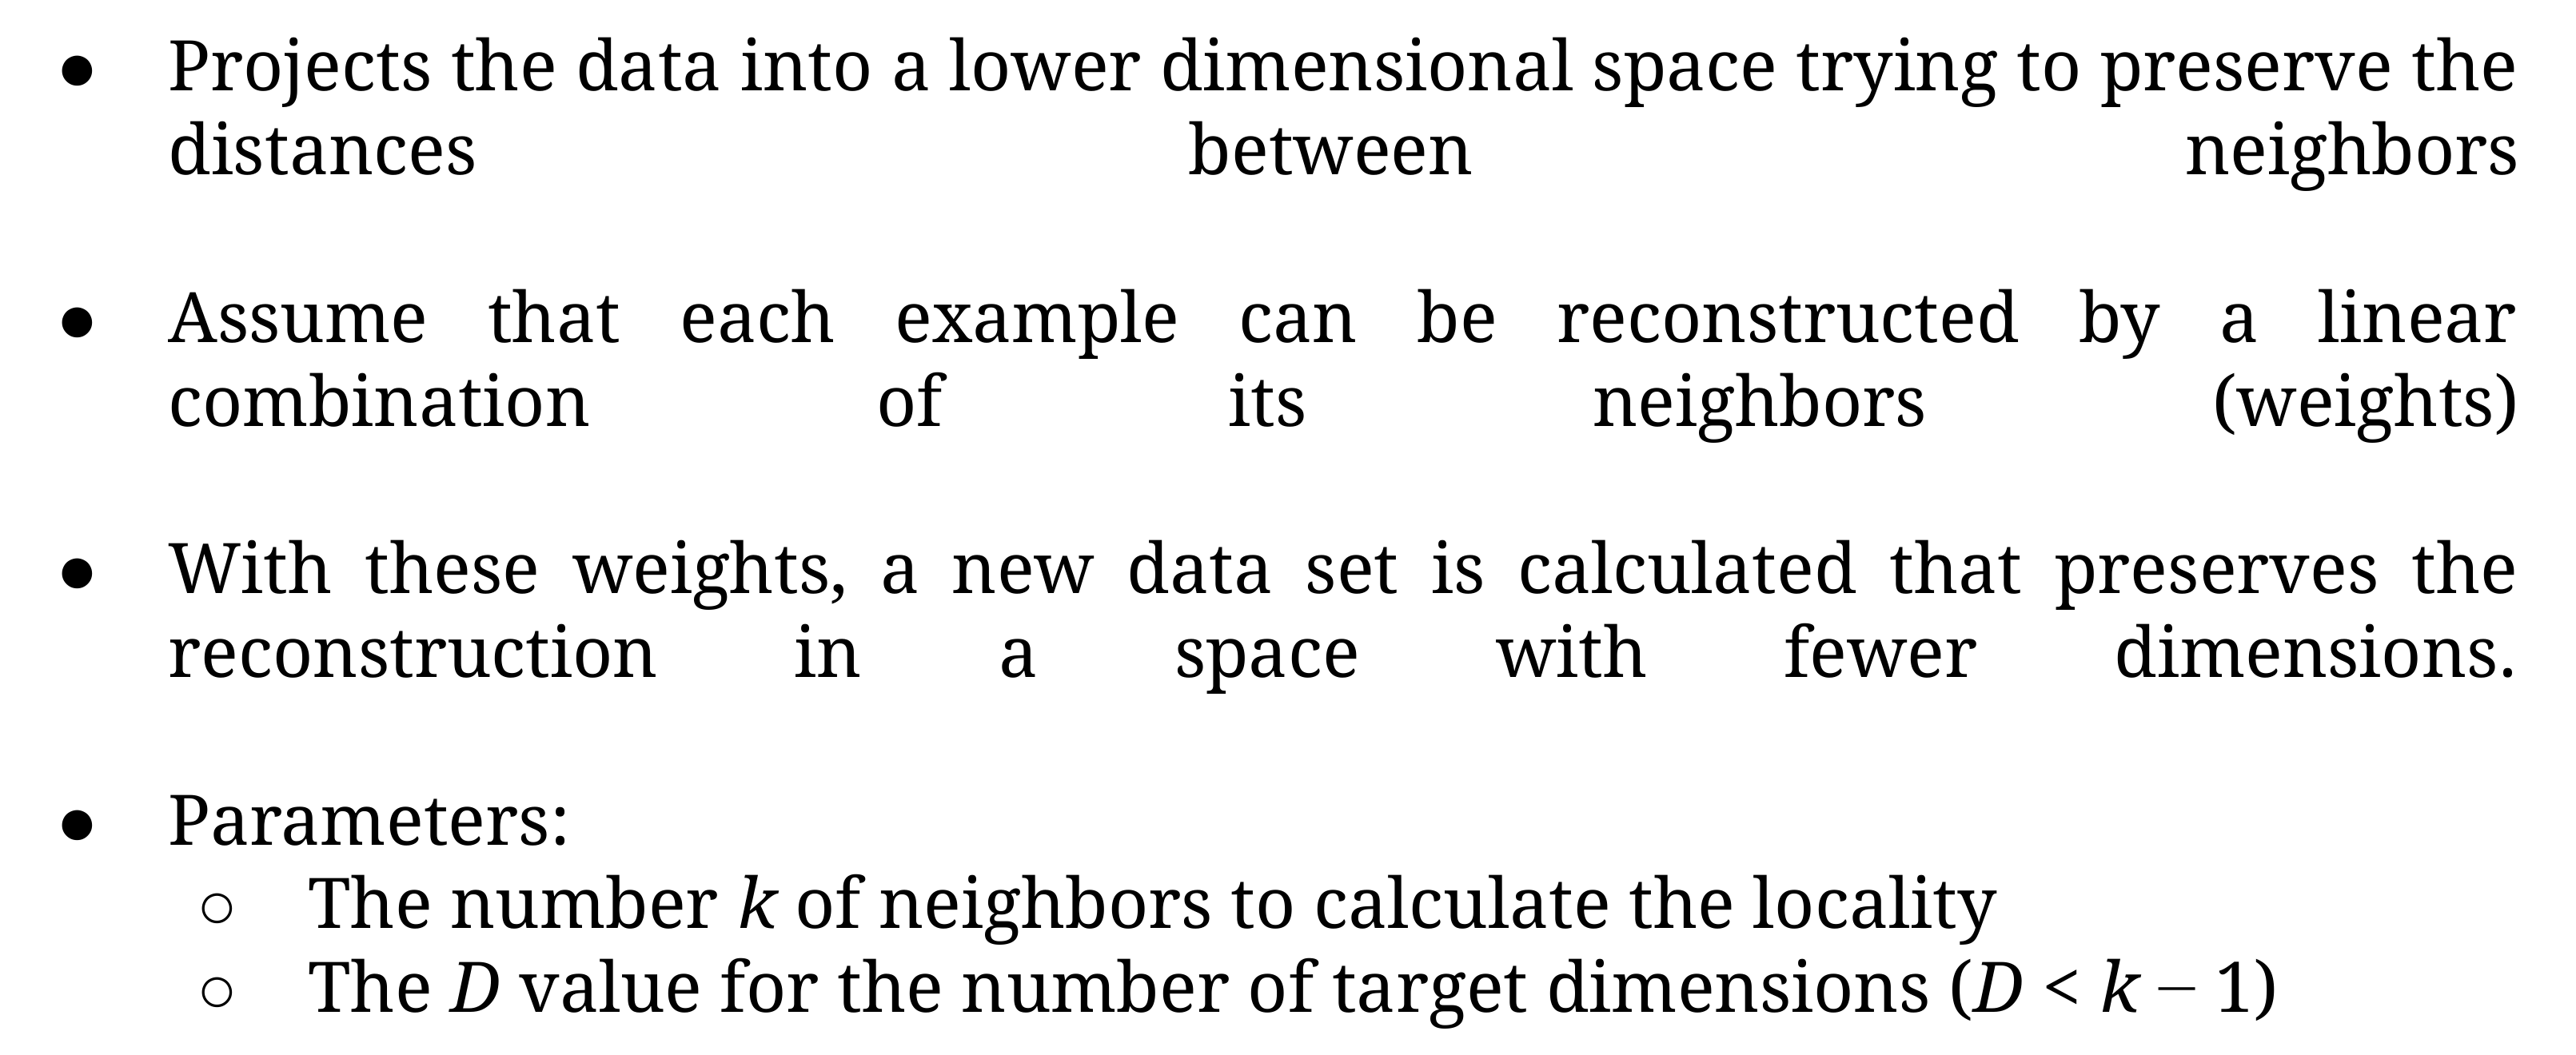 ● Projects the data into a lower dimensional space trying to preserve the
distances between neighbors
● Assume that each example can be reconstructed by a linear
combination of its neighbors (weights)
● With these weights, a new data set is calculated that preserves the
reconstruction in a space with fewer dimensions.
● Parameters:
○ The number k of neighbors to calculate the locality
○ The D value for the number of target dimensions (D < k − 1)